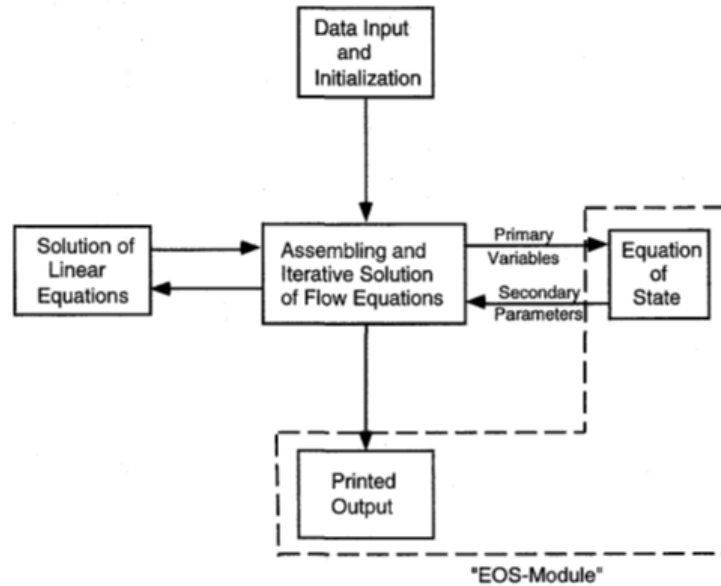 Data Input
and
Initialization
Solution of
Linear
Equations
Assembling and
Iterative Solution
of Flow Equations
Primary
Variables
Secondary
Parameters
Equation
of
State
Printed
Output
"EOS-Module"